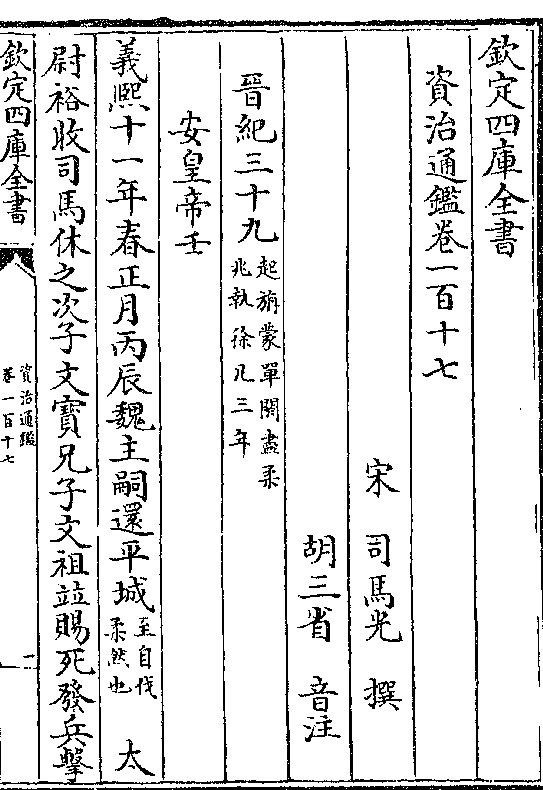 欽定四庫全書
資治通鑑卷一百十七
宋 司馬光 撰
胡三省 音注
晉紀三十九起旃蒙單閼盡柔
兆執徐凡三年
安皇帝壬
義熙十一年春正月丙辰魏主嗣還平城至自伐
柔然也 太
尉裕收司馬休之次子文寶兄子文祖竝賜死發兵擊
欽定四庫全書
資治通鑑
卷一百十七
一